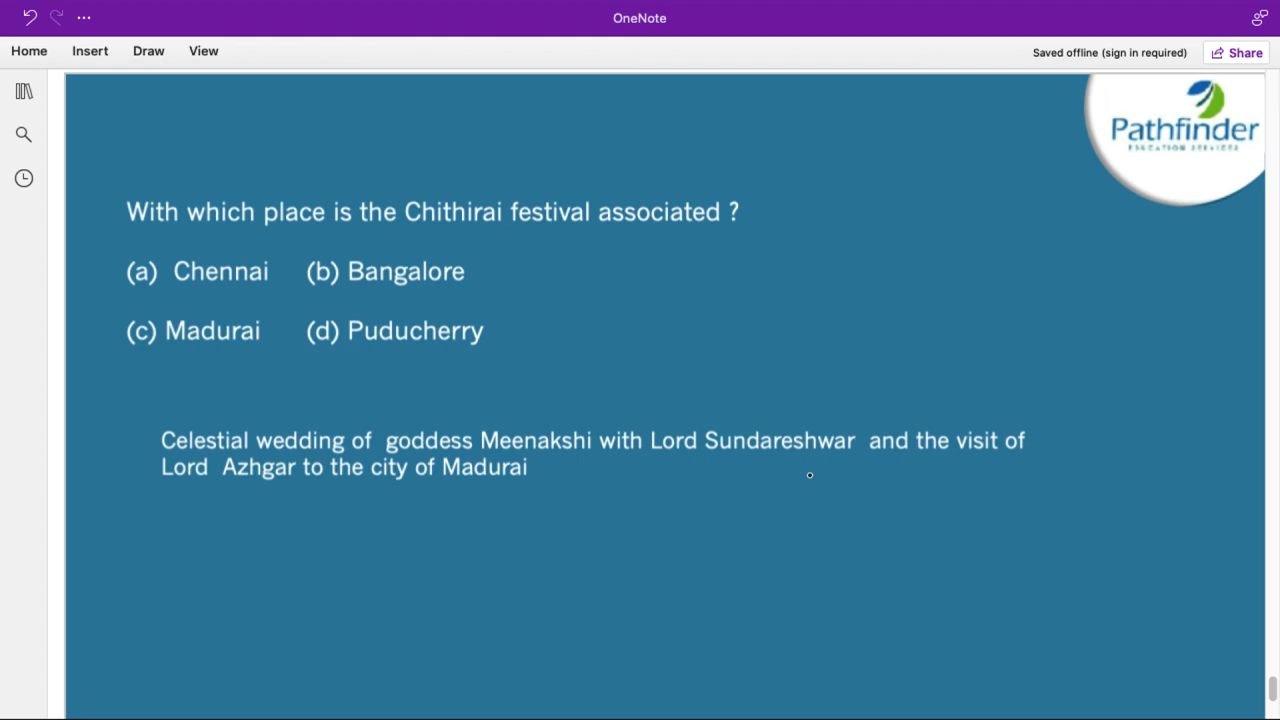 OneNote
Home Insert Draw View
Saved offline (sign in required) Share
Pathfinder
EDUCATION SERVICES
With which place is the Chithirai festival associated ?
(a) Chennai (b) Bangalore
(c) Madurai (d) Puducherry
Celestial wedding of goddess Meenakshi with Lord Sundareshwar and the visit of
Lord Azhgar to the city of Madurai